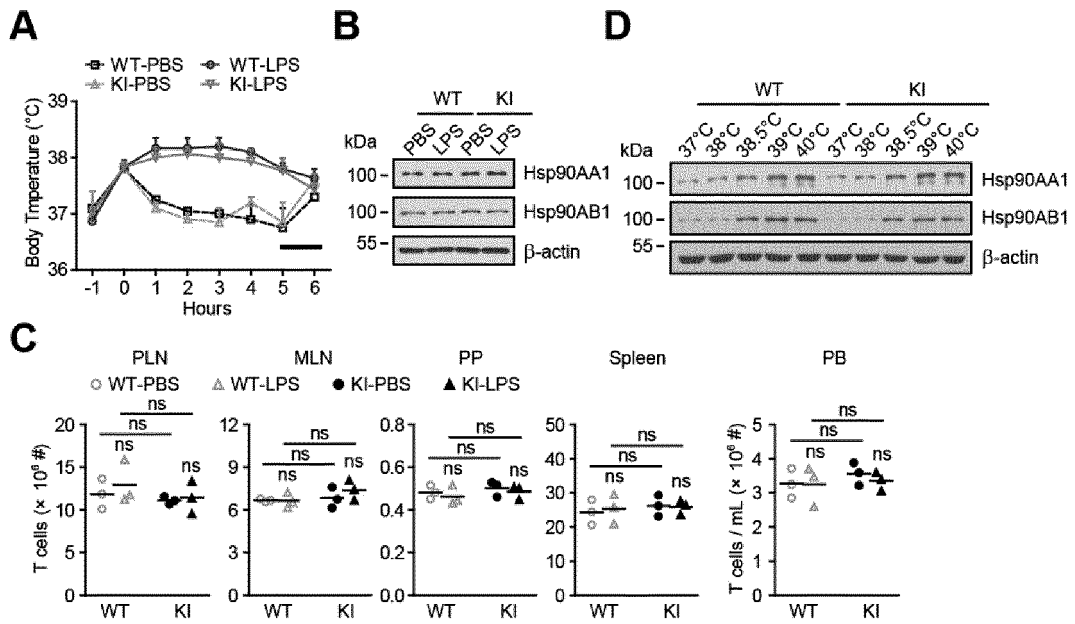 A
WT-PBS WT-LPS
KI-PBS KI-LPS
Body Tmperature (°C)
39
38
37
36
-1 0 1 2 3 4 5 6
Hours
B
WT KI
kDa PBS LPS PBS LPS
100 Hsp90AA1
100 Hsp90AB1
55
β-actin
D
WT KI
kDa 37°C 38°C 38.5°C 39°C 40°C 37°C 38°C 38.5°C 39°C 40°C
100 Hsp90AA1
100 Hsp90AB1
55
β-actin
C
PLN MLN PP Spleen PB
WT-PBS WT-LPS KI-PBS KI-LPS
T cells (× 10⁶ #)
20
15
10
5
0
ns
ns
ns ns
WT KI
12
9
6
3
0
ns
ns
ns ns
WT KI
0.8
0.6
0.4
0.2
0.0
ns
ns
ns ns
WT KI
50
40
30
20
10
0
ns
ns
ns ns
WT KI
T cells / mL (× 10⁶ #)
5
4
3
2
1
0
ns
ns
ns ns
WT KI